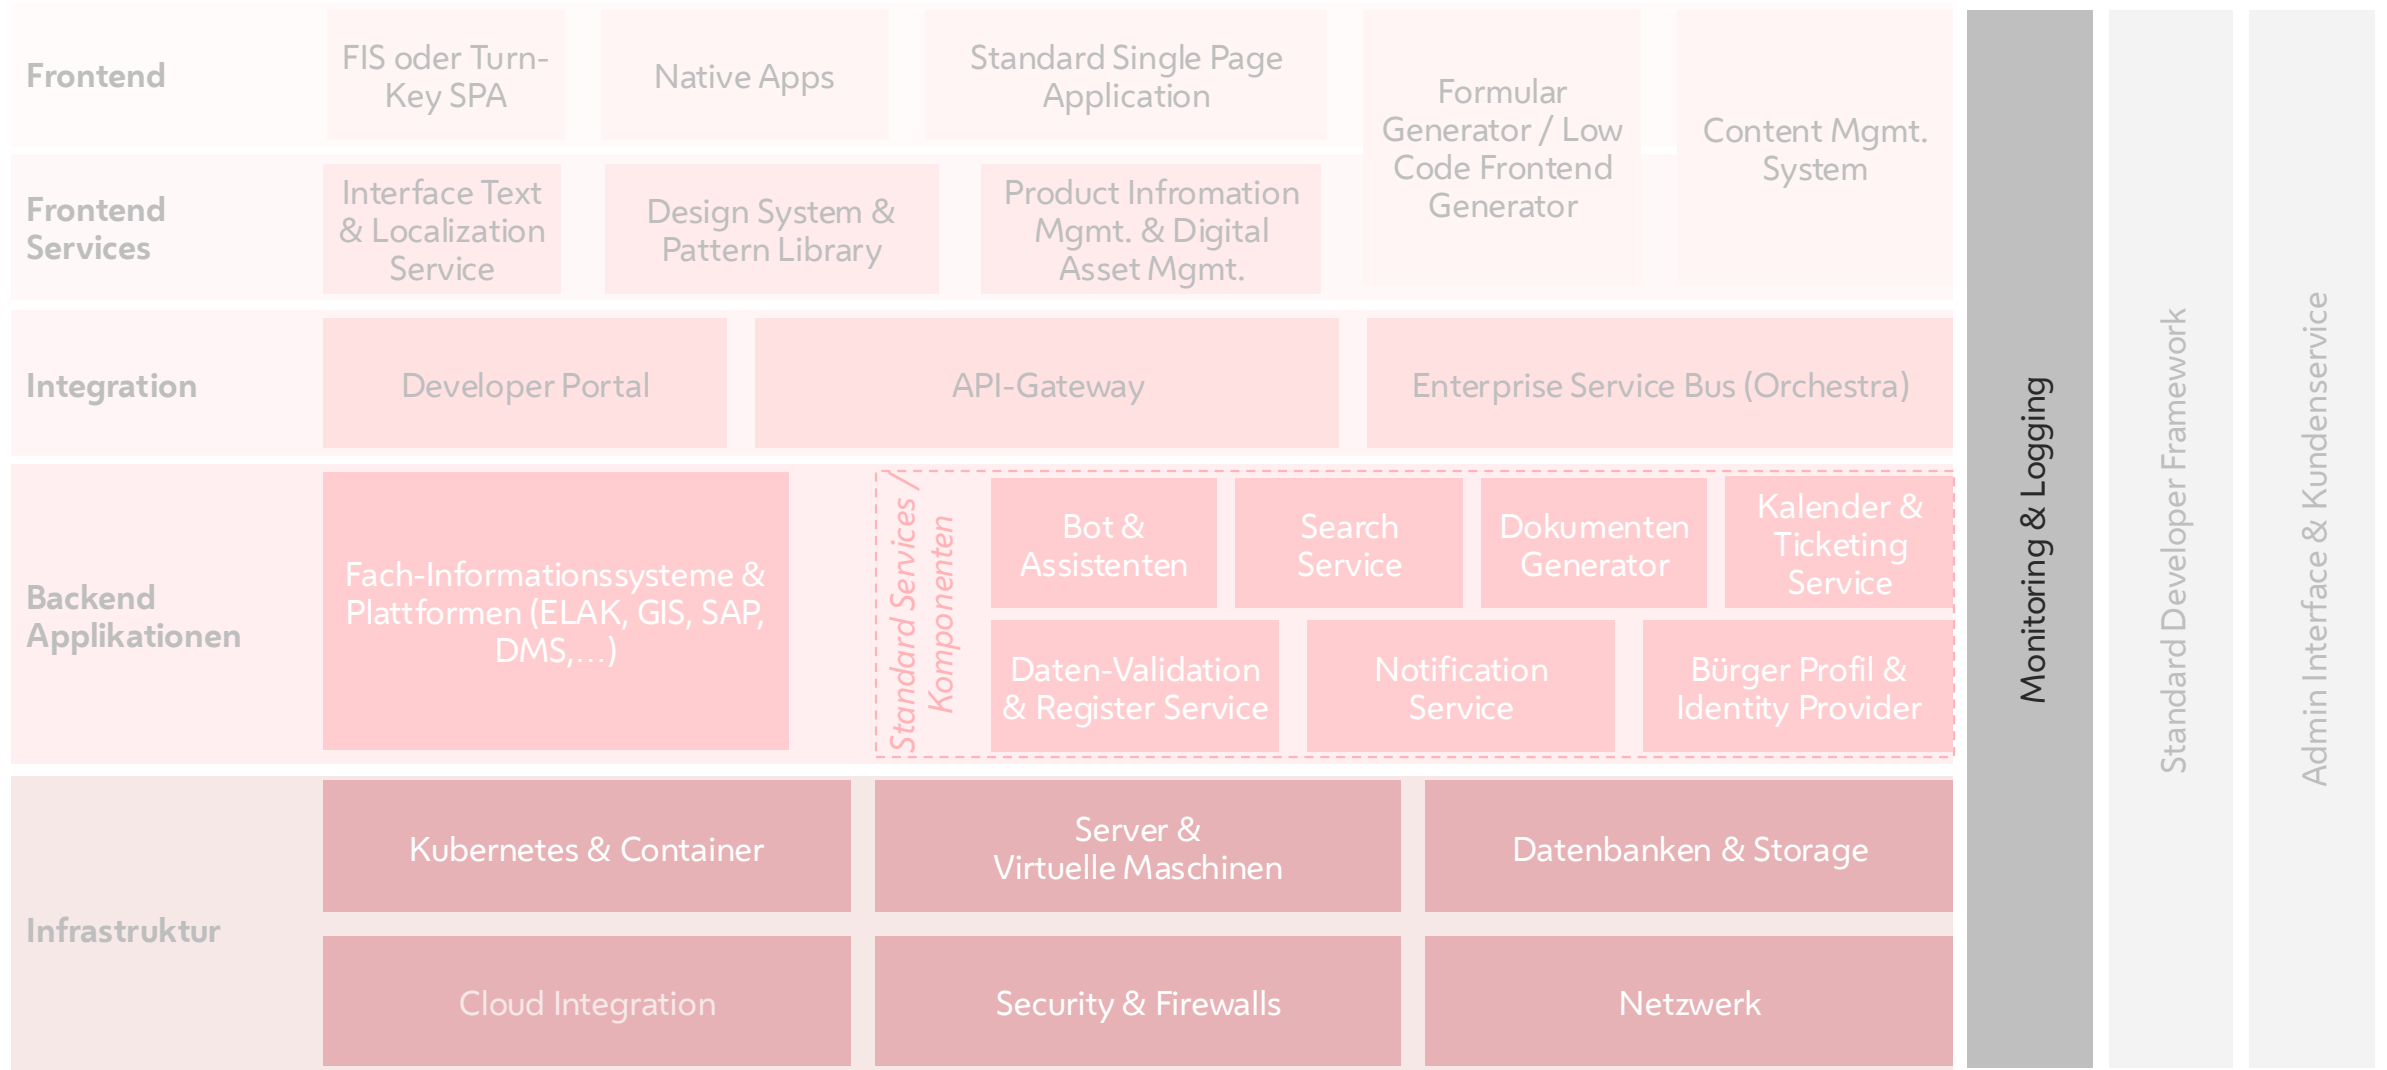 Frontend
FIS oder Turn-
Key SPA
Native Apps
Standard Single Page
Application
Formular
Generator / Low
Code Frontend
Generator
Content Mgmt.
System
Frontend
Services
Interface Text
& Localization
Service
Design System &
Pattern Library
Product Infromation
Mgmt. & Digital
Asset Mgmt.
Integration
Developer Portal
API-Gateway
Enterprise Service Bus (Orchestra)
Backend
Applikationen
Fach-Informationssysteme &
Plattformen (ELAK, GIS, SAP,
DMS,…)
Standard Services /
Komponenten
Bot &
Assistenten
Search
Service
Dokumenten
Generator
Kalender &
Ticketing
Service
Daten-Validation
& Register Service
Notification
Service
Bürger Profil &
Identity Provider
Infrastruktur
Kubernetes & Container
Server &
Virtuelle Maschinen
Datenbanken & Storage
Cloud Integration
Security & Firewalls
Netzwerk
Monitoring & Logging
Standard Developer Framework
Admin Interface & Kundenservice